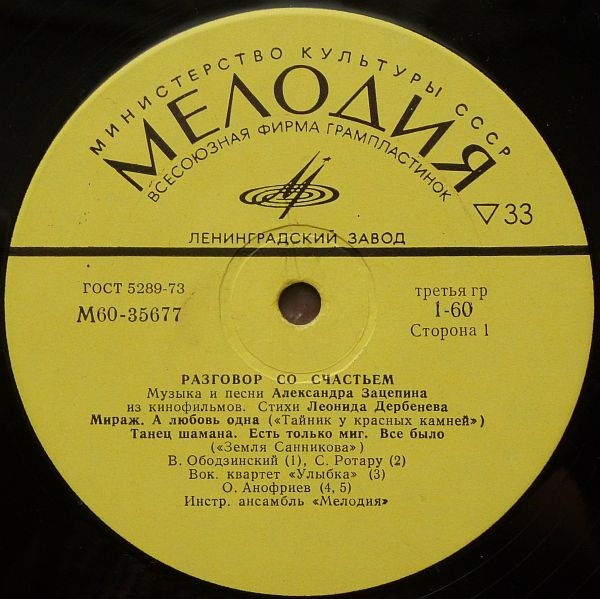 МИНИСТЕРСТВО КУЛЬТУРЫ СССР
МЕЛОДИЯ
ВСЕСОЮЗНАЯ ФИРМА ГРАМПЛАСТИНОК
▽33
ЛЕНИНГРАДСКИЙ ЗАВОД
ГОСТ 5289-73
М60-35677
третья гр
1-60
Сторона 1
РАЗГОВОР СО СЧАСТЬЕМ
Музыка и песни Александра Зацепина
из кинофильмов. Стихи Леонида Дербенева
Мираж. А любовь одна («Тайник у красных камней»)
Танец шамана. Есть только миг. Все было
(«Земля Санникова»)
В. Ободзинский (1), С. Ротару (2)
Вок. квартет «Улыбка» (3)
О. Анофриев (4, 5)
Инстр. ансамбль «Мелодия»